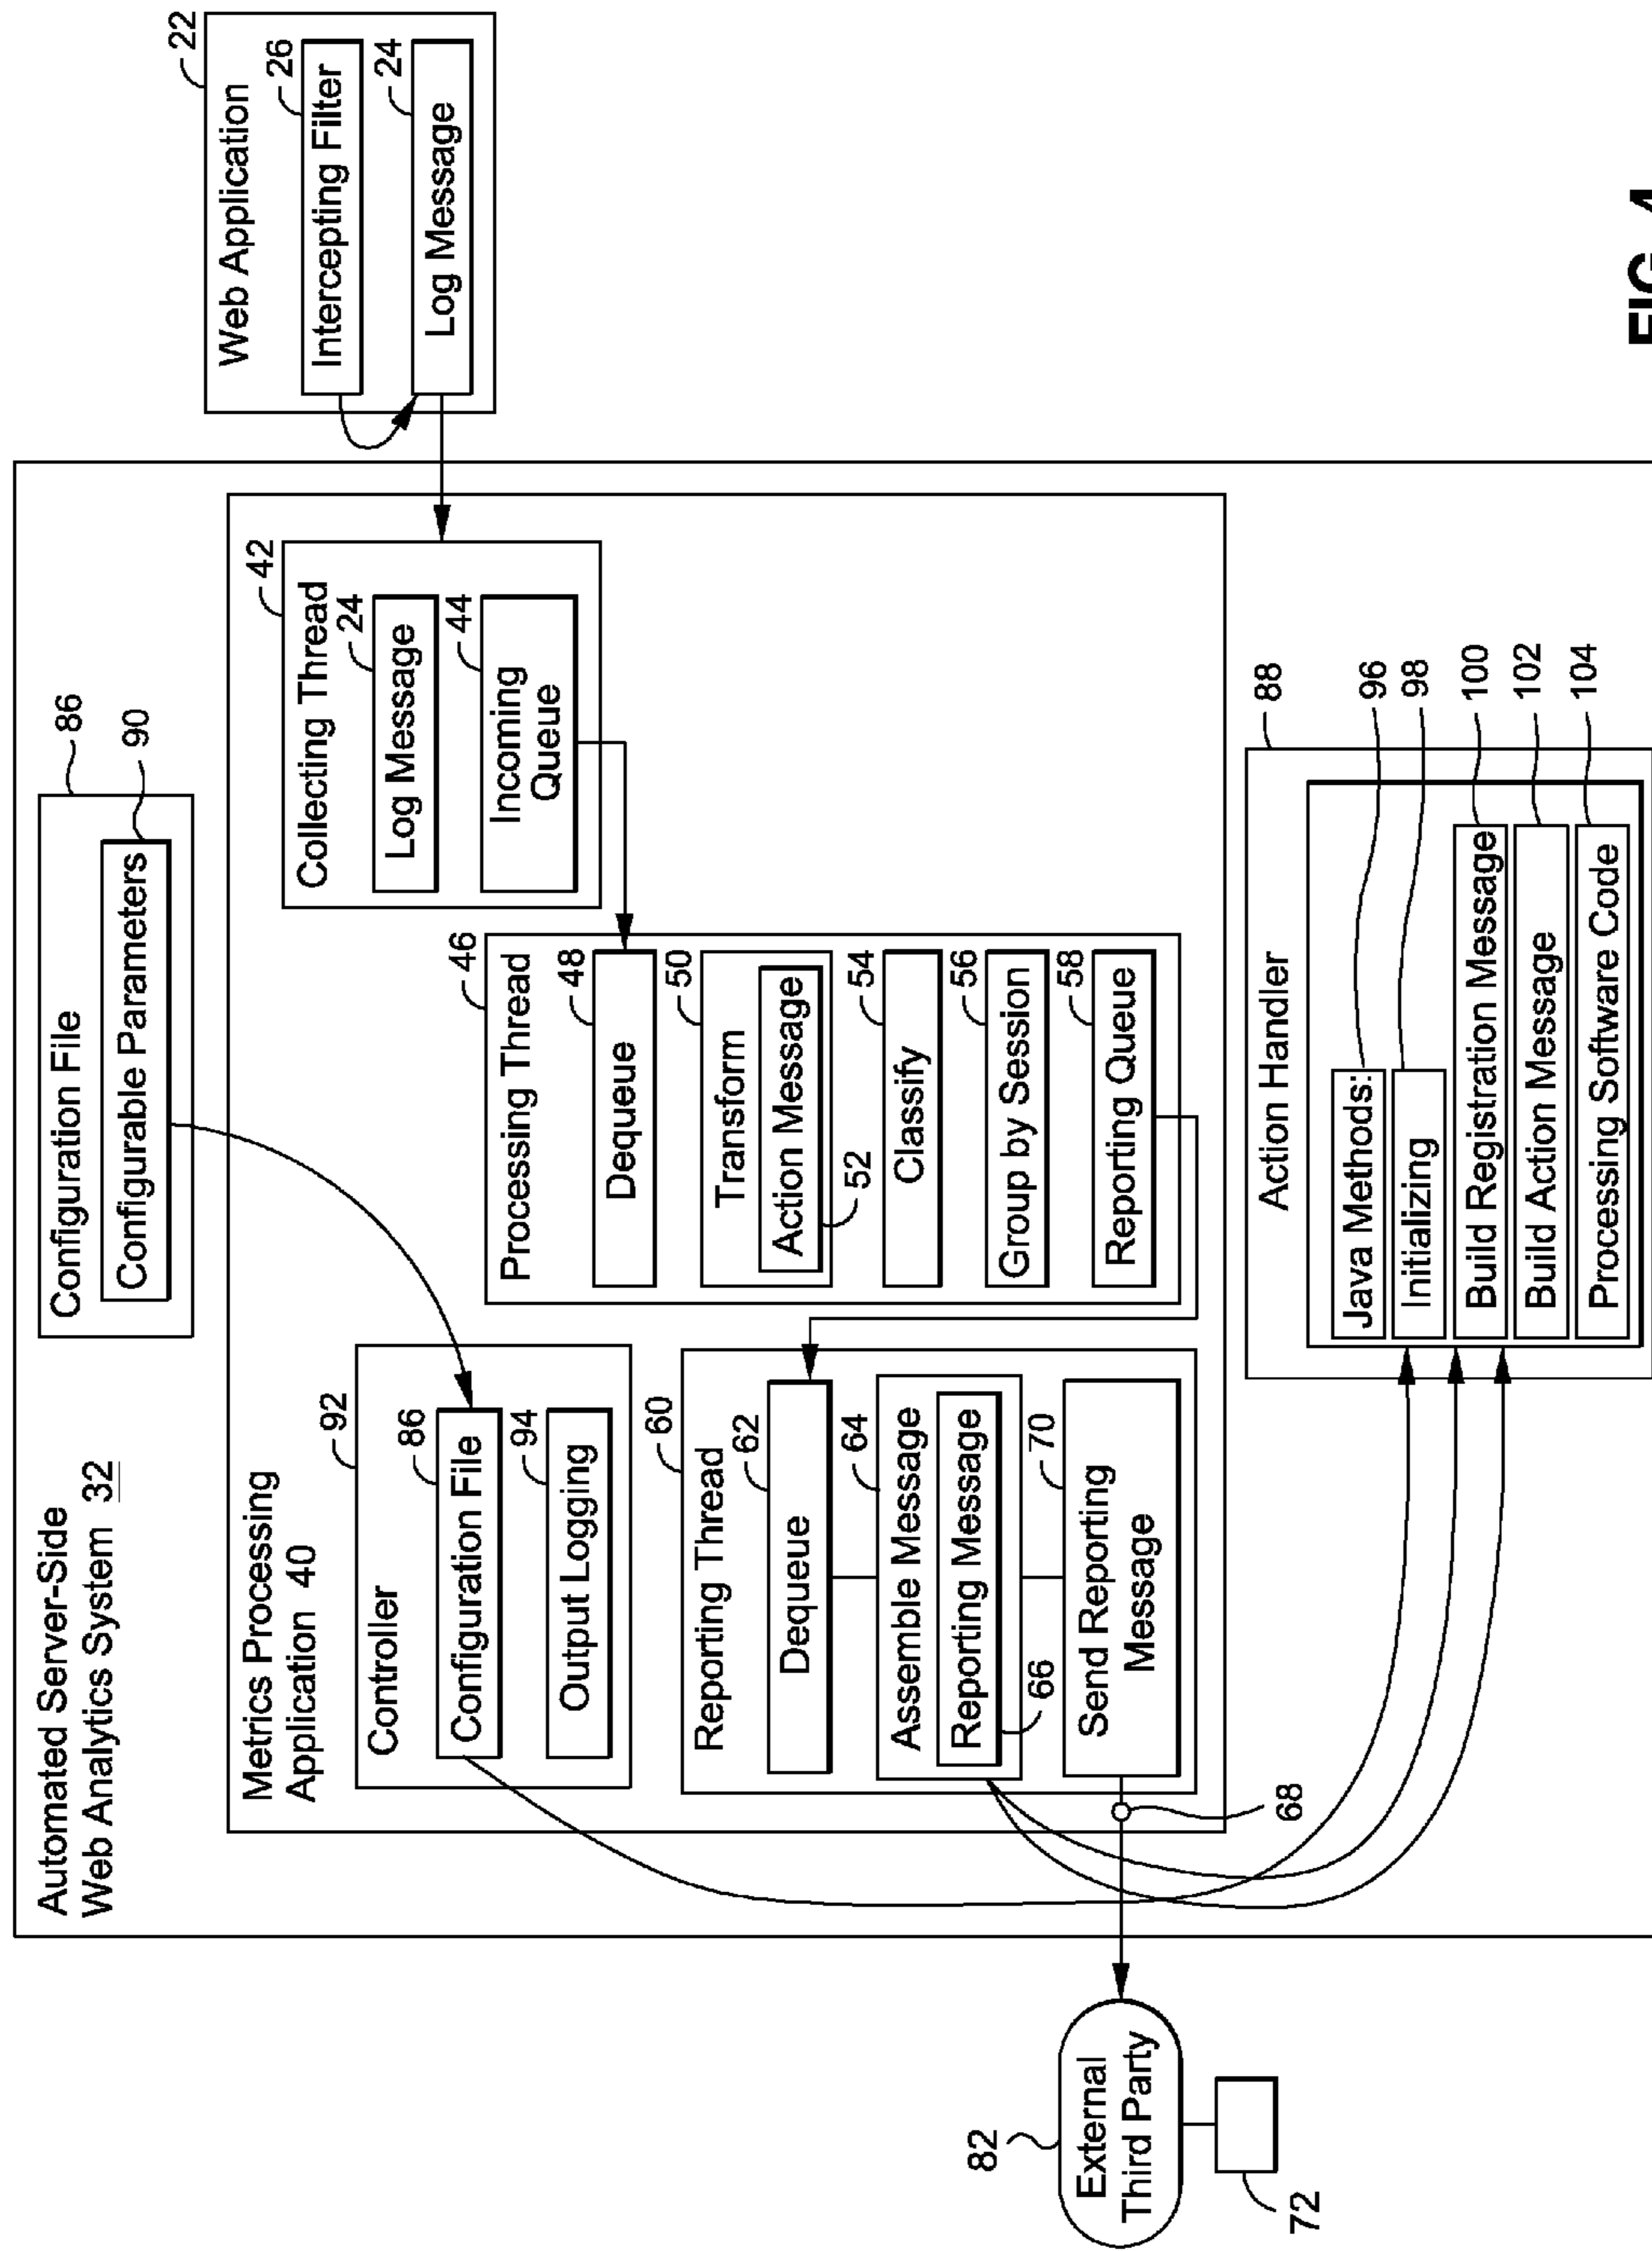 Automated Server-Side
Web Analytics System 32
Configuration File
86
Configurable Parameters
90
Web Application
22
Intercepting Filter
26
Log Message
24
Metrics Processing
Application 40
Controller
92
Configuration File
86
Output Logging
94
Collecting Thread
42
Log Message
24
Incoming
Queue
44
Processing Thread
46
Dequeue
48
Transform
50
Action Message
52
Classify
54
Group by Session
56
Reporting Queue
58
Reporting Thread
60
Dequeue
62
Assemble Message
64
Reporting Message
66
Send Reporting
Message
70
68
External
Third Party
82
72
Action Handler
88
Java Methods:
96
Initializing
98
Build Registration Message
100
Build Action Message
102
Processing Software Code
104